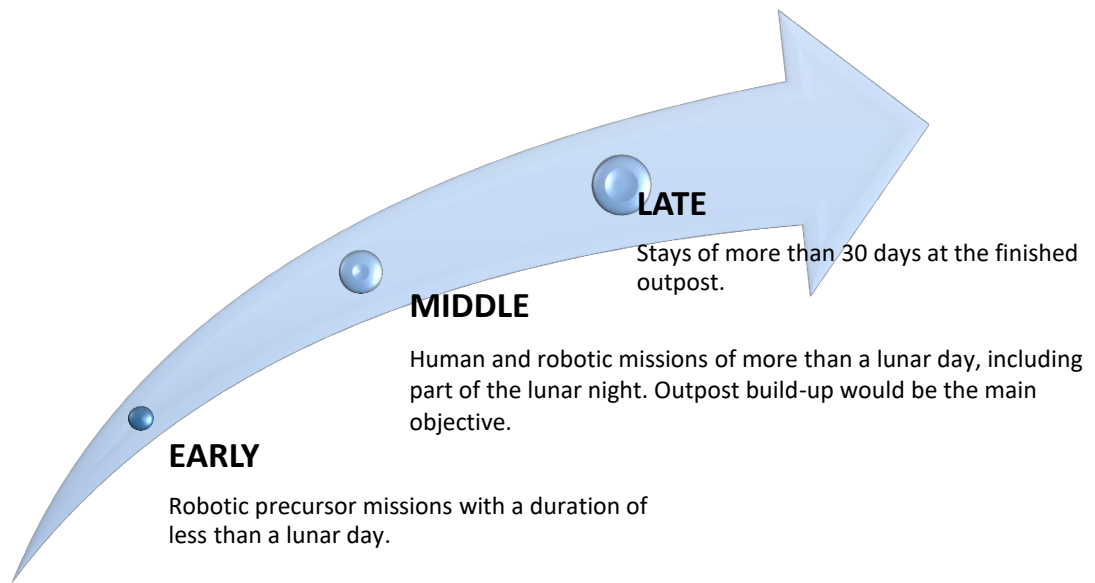 LATE
Stays of more than 30 days at the finished
outpost.
MIDDLE
Human and robotic missions of more than a lunar day, including
part of the lunar night. Outpost build-up would be the main
objective.
EARLY
Robotic precursor missions with a duration of
less than a lunar day.